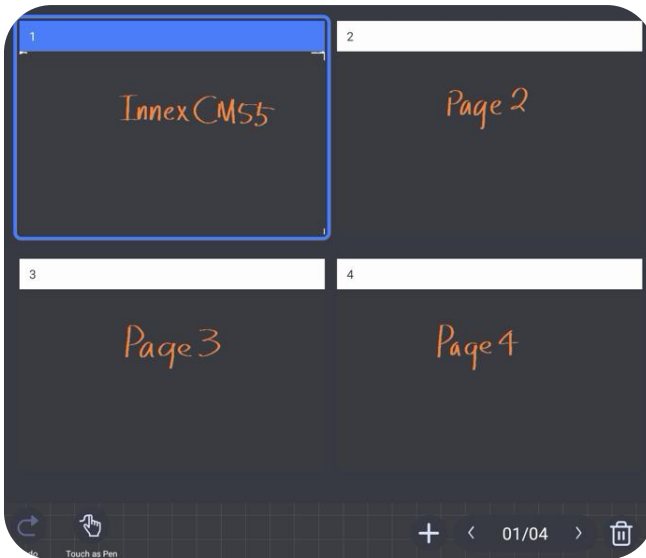 1
2
Innex CM55
Page 2
3
4
Page 3
Page 4
01/04
Touch as Pen